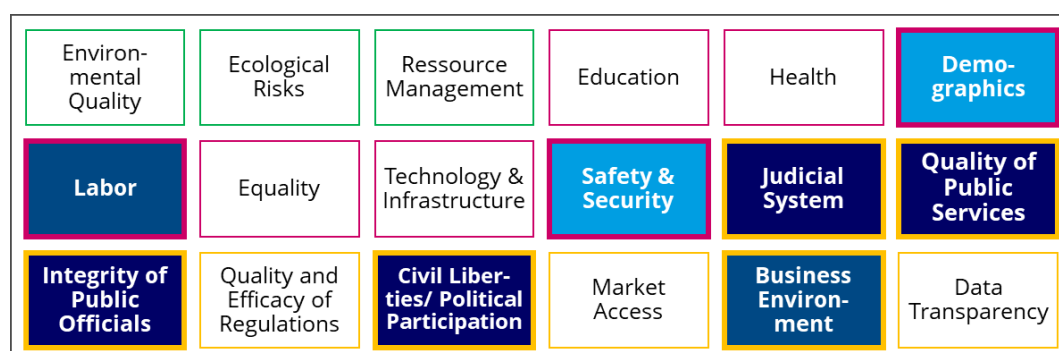 Environ-
mental
Quality
Ecological
Risks
Ressource
Management
Education
Health
Demo-
graphics
Labor
Equality
Technology &
Infrastructure
Safety &
Security
Judicial
System
Quality of
Public
Services
Integrity of
Public
Officials
Quality and
Efficacy of
Regulations
Civil Liber-
ties/ Political
Participation
Market
Access
Business
Environ-
ment
Data
Transparency